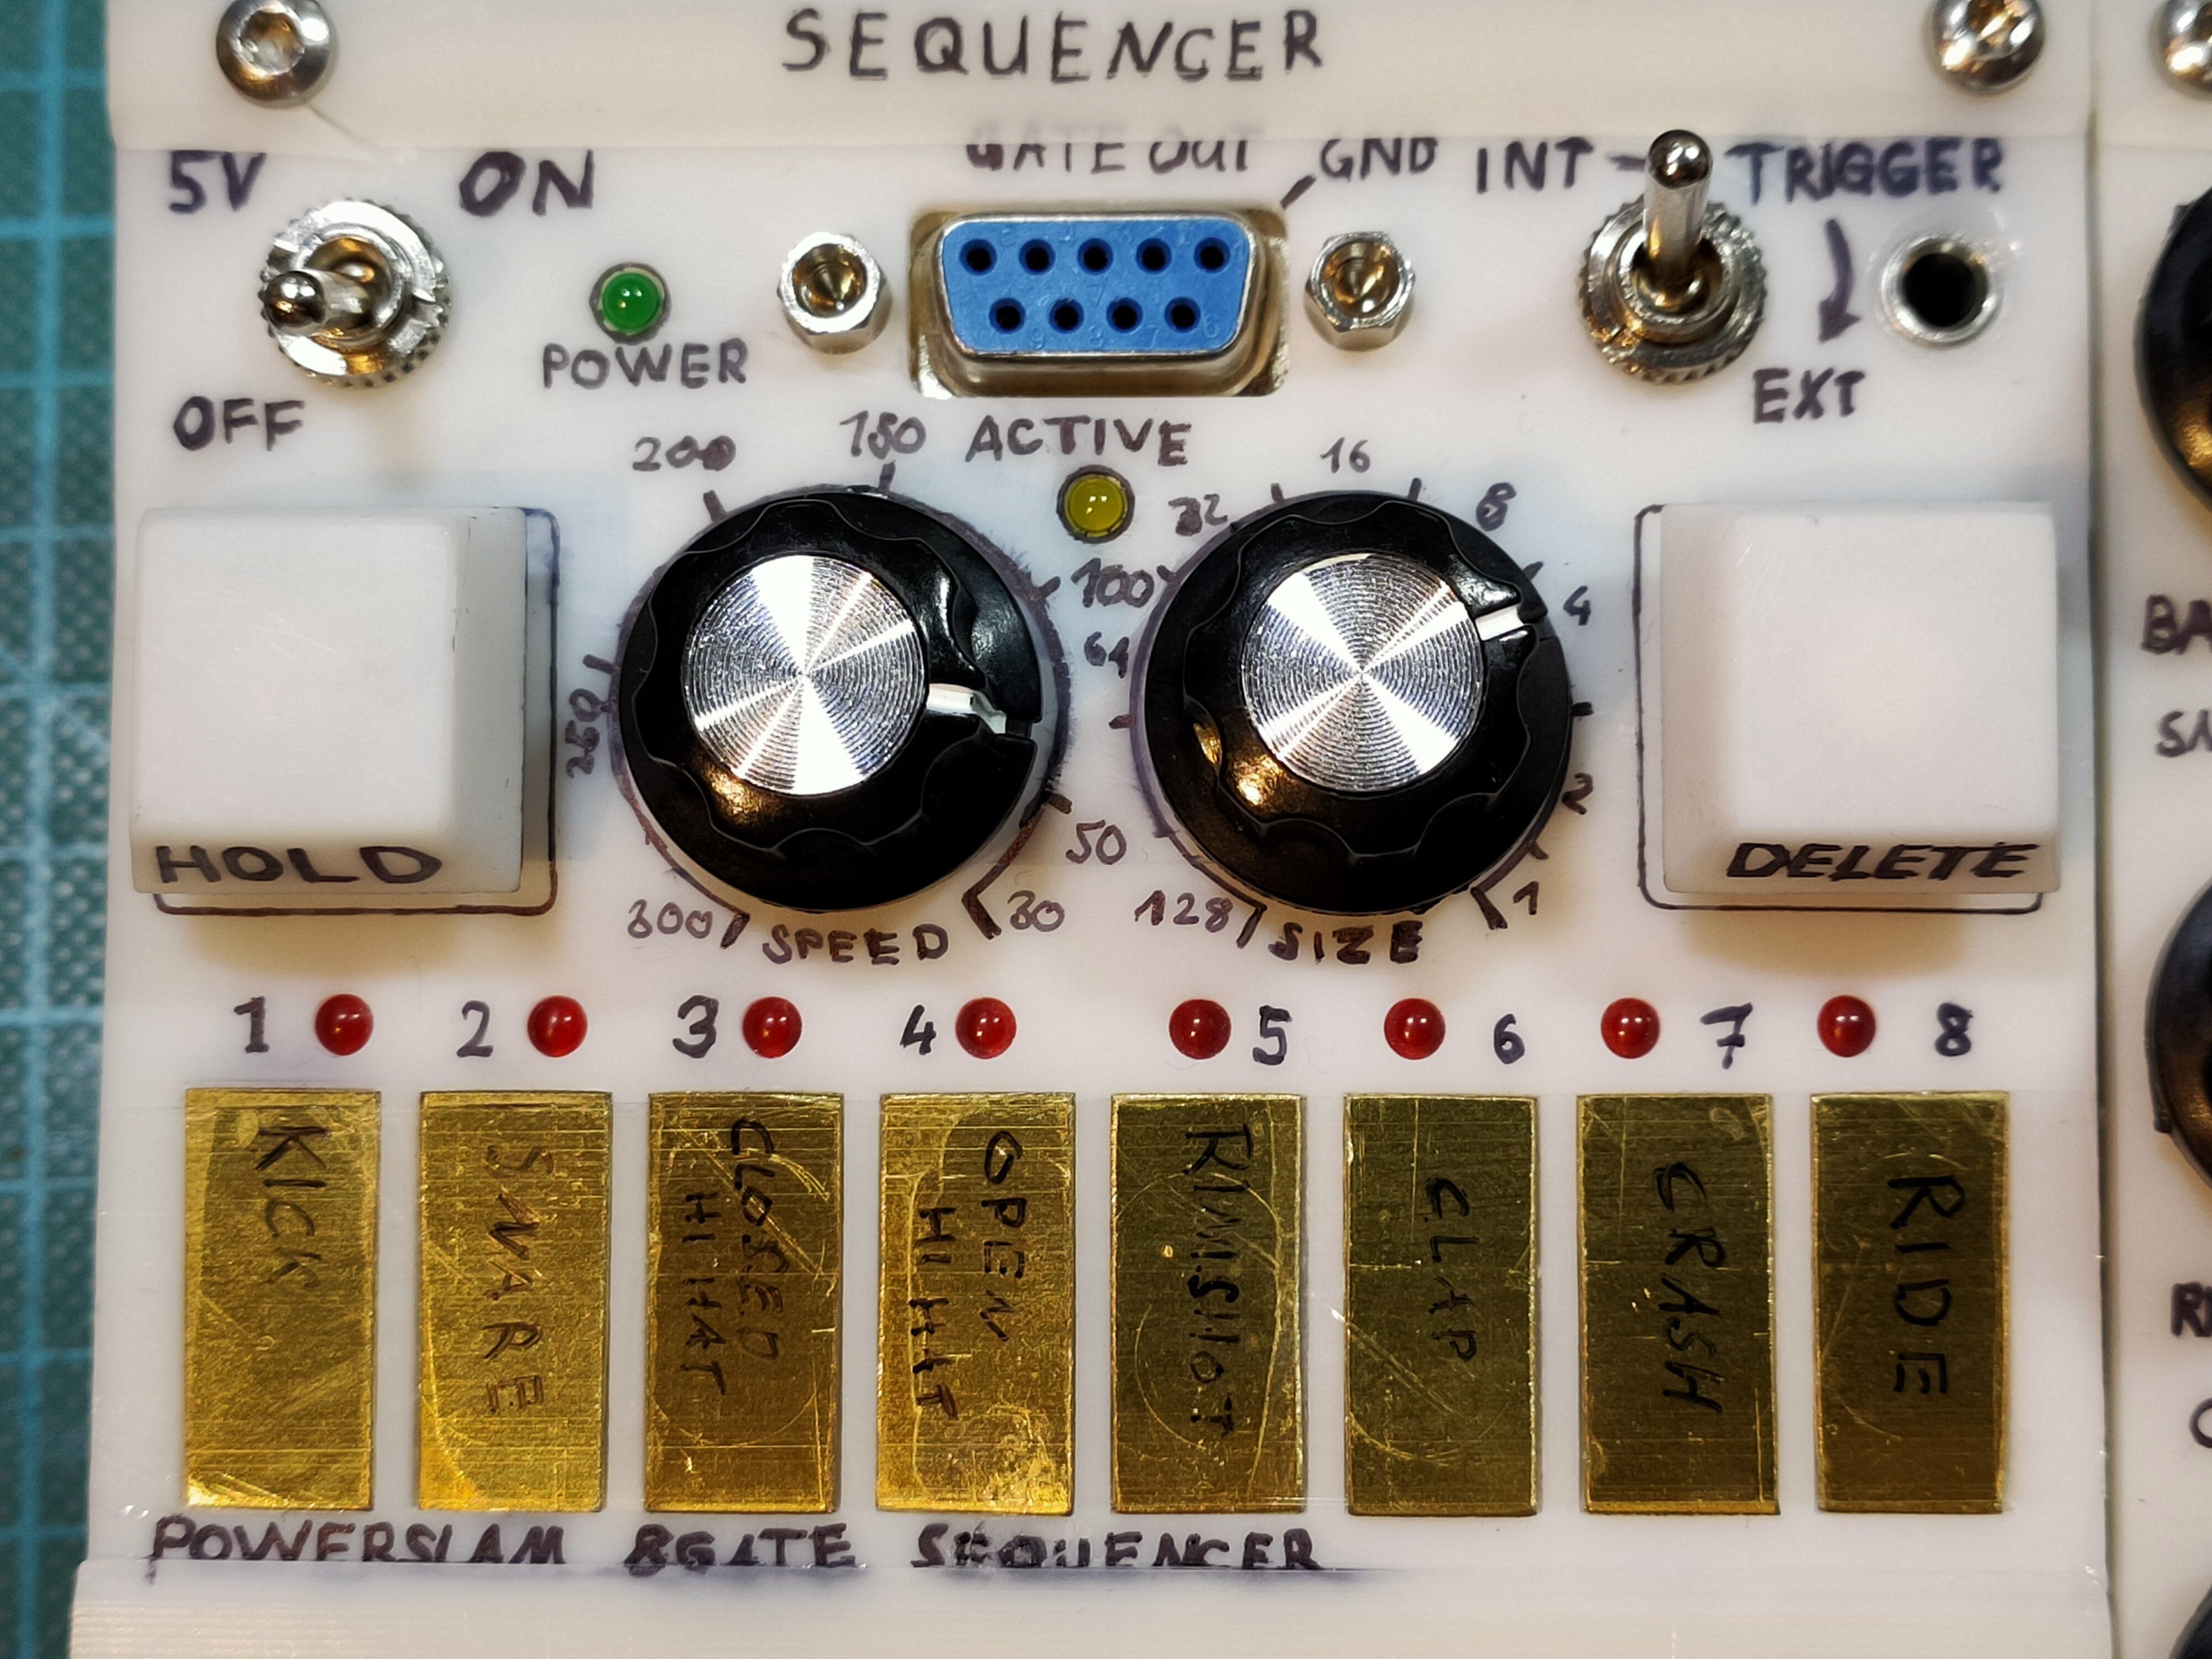 SEQUENCER
5V ON
GATE OUT GND INT TRIGGER
POWER
OFF
EXT
200 150 ACTIVE 16
32 8
100 4
64
250
2
50
HOLD
DELETE
300 SPEED 30 128 SIZE 1
1 2 3 4 5 6 7 8
KICK
SNARE
CLOSED
HI HAT
OPEN
HI HAT
RIMSHOT
CLAP
CRASH
RIDE
POWERSLAM 8GATE SEQUENCER